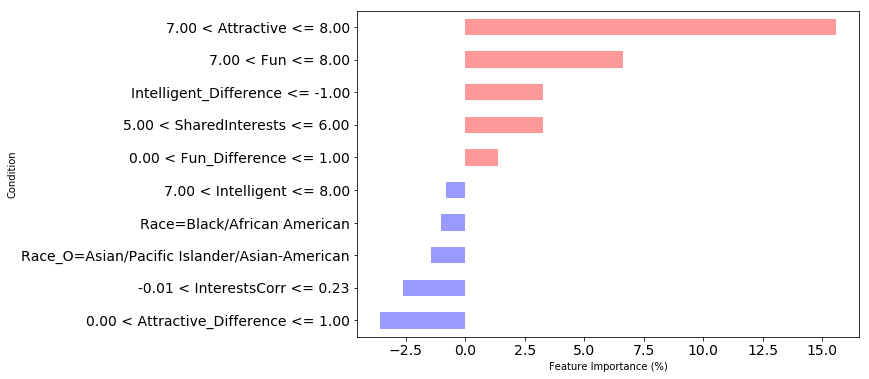 7.00 < Attractive <= 8.00
7.00 < Fun <= 8.00
Intelligent_Difference <= -1.00
5.00 < SharedInterests <= 6.00
0.00 < Fun_Difference <= 1.00
7.00 < Intelligent <= 8.00
Race=Black/African American
Race_O=Asian/Pacific Islander/Asian-American
-0.01 < InterestsCorr <= 0.23
0.00 < Attractive_Difference <= 1.00
Condition
−2.5 0.0 2.5 5.0 7.5 10.0 12.5 15.0
Feature Importance (%)